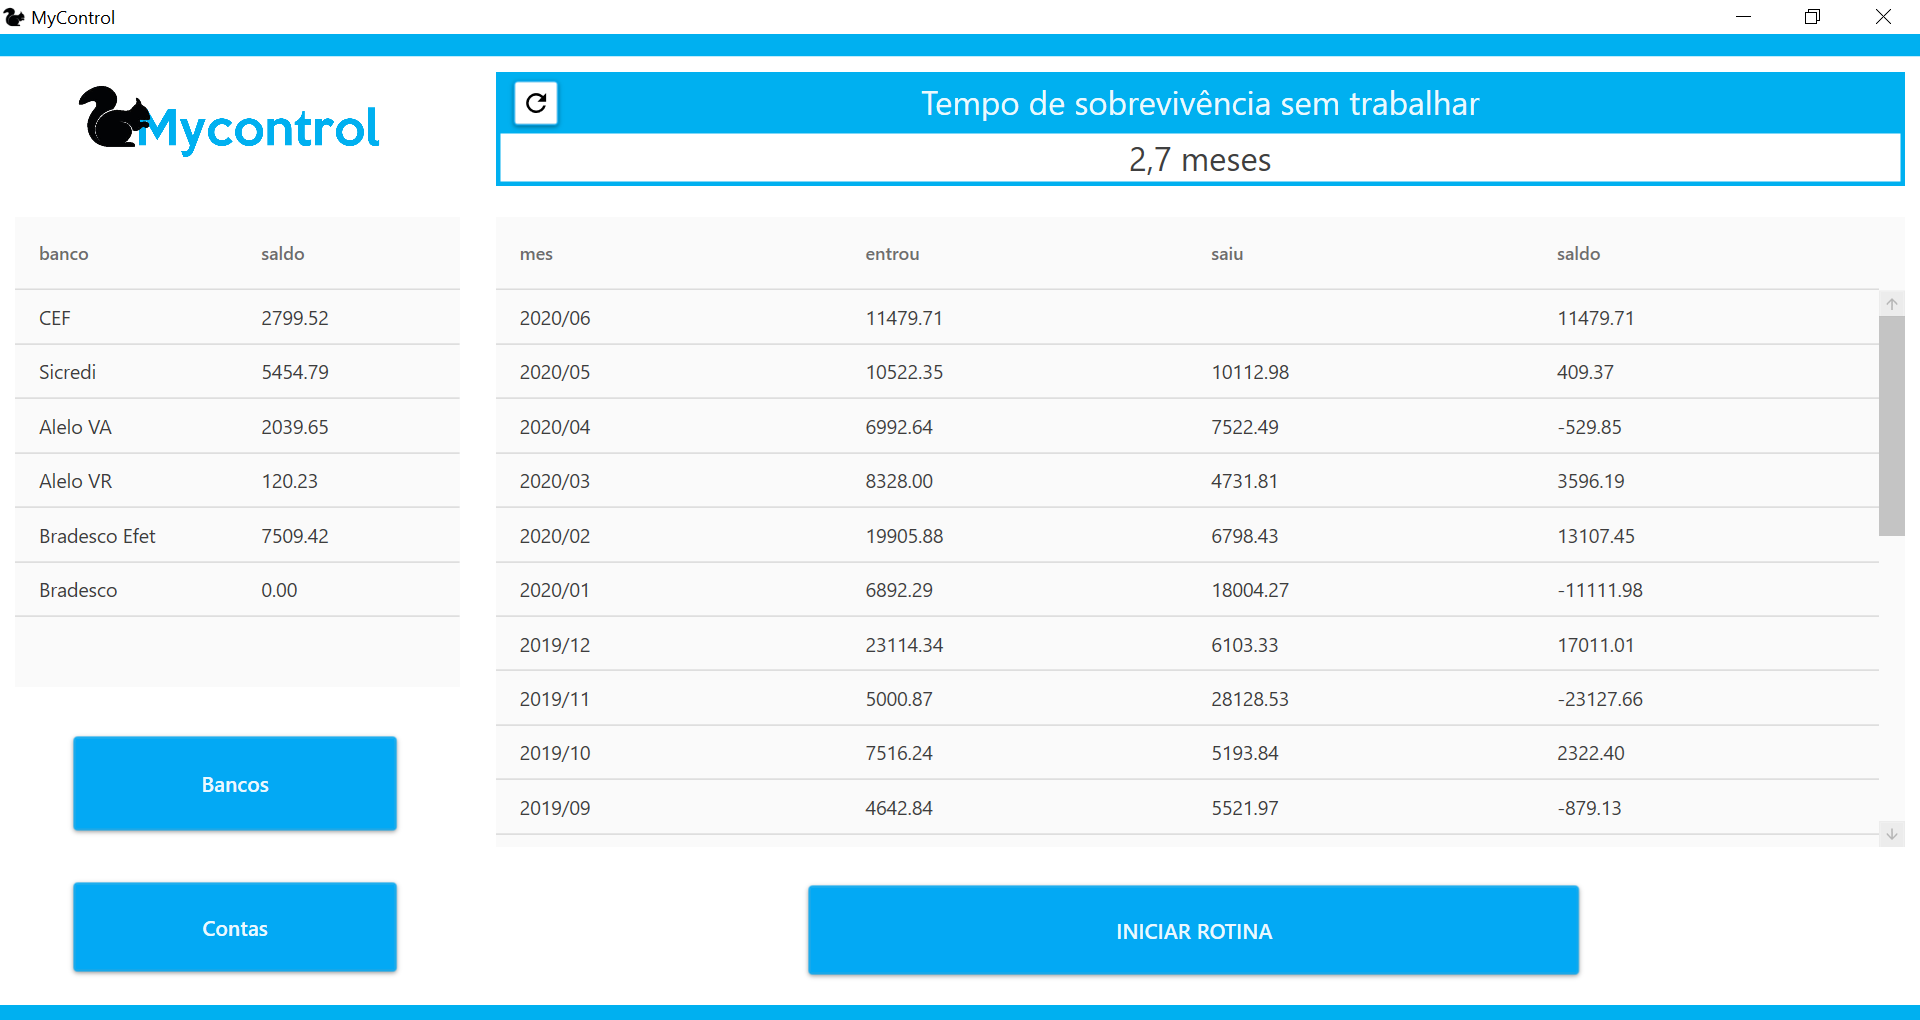 MyControl
Mycontrol
Tempo de sobrevivência sem trabalhar
2,7 meses
banco saldo
CEF 2799.52
Sicredi 5454.79
Alelo VA 2039.65
Alelo VR 120.23
Bradesco Efet 7509.42
Bradesco 0.00
mes entrou saiu saldo
2020/06 11479.71 11479.71
2020/05 10522.35 10112.98 409.37
2020/04 6992.64 7522.49 -529.85
2020/03 8328.00 4731.81 3596.19
2020/02 19905.88 6798.43 13107.45
2020/01 6892.29 18004.27 -11111.98
2019/12 23114.34 6103.33 17011.01
2019/11 5000.87 28128.53 -23127.66
2019/10 7516.24 5193.84 2322.40
2019/09 4642.84 5521.97 -879.13
Bancos
Contas
INICIAR ROTINA